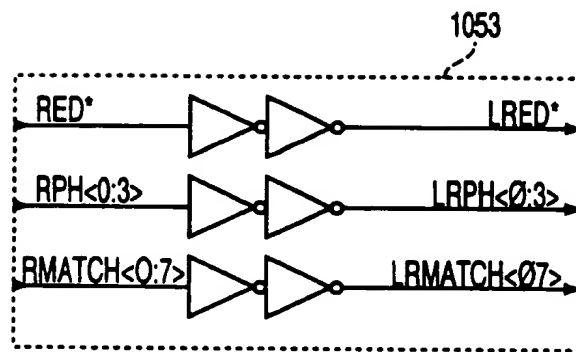 1053
RED* LRED*
RPH<0:3> LRPH<Ø:3>
RMATCH<0:7> LRMATCH<Ø7>